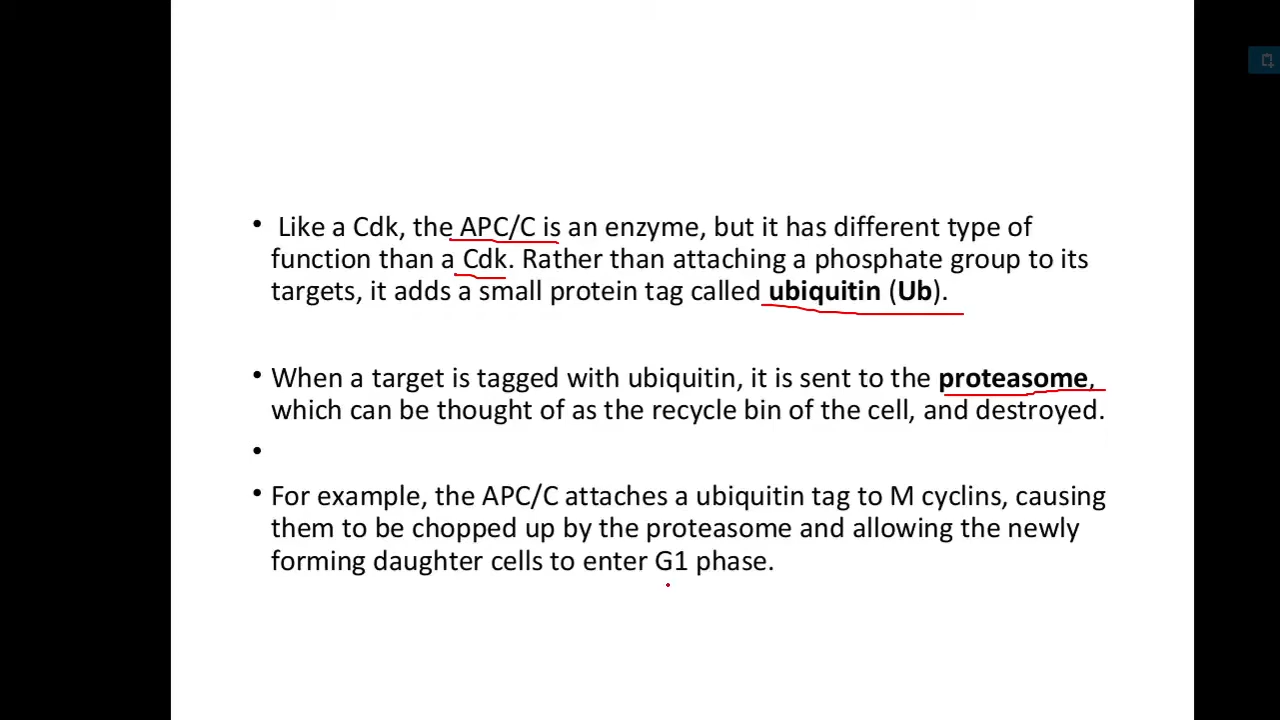 • Like a Cdk, the APC/C is an enzyme, but it has different type of
function than a Cdk. Rather than attaching a phosphate group to its
targets, it adds a small protein tag called ubiquitin (Ub).
• When a target is tagged with ubiquitin, it is sent to the proteasome,
which can be thought of as the recycle bin of the cell, and destroyed.
•
• For example, the APC/C attaches a ubiquitin tag to M cyclins, causing
them to be chopped up by the proteasome and allowing the newly
forming daughter cells to enter G1 phase.